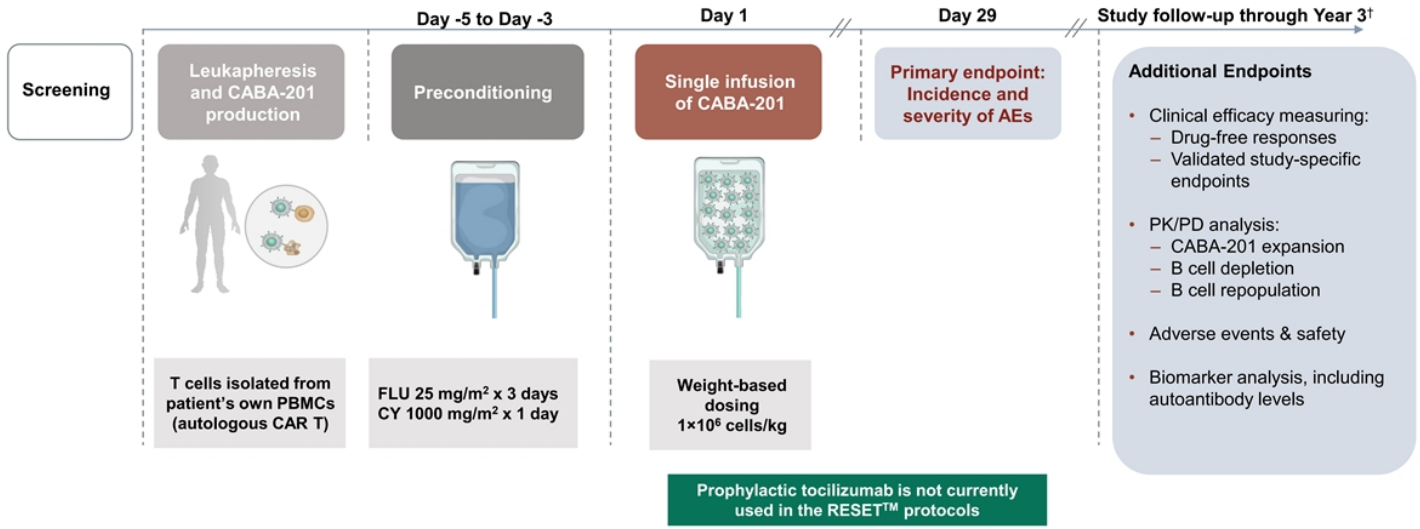 Day -5 to Day -3
Day 1
Day 29
Study follow-up through Year 3†
Screening
Leukapheresis
and CABA-201
production
Preconditioning
Single infusion
of CABA-201
Primary endpoint:
Incidence and
severity of AEs
T cells isolated from
patient's own PBMCs
(autologous CAR T)
FLU 25 mg/m² x 3 days
CY 1000 mg/m² x 1 day
Weight-based
dosing
1×10⁶ cells/kg
Prophylactic tocilizumab is not currently
used in the RESET™ protocols
Additional Endpoints
• Clinical efficacy measuring:
– Drug-free responses
– Validated study-specific
endpoints
• PK/PD analysis:
– CABA-201 expansion
– B cell depletion
– B cell repopulation
• Adverse events & safety
• Biomarker analysis, including
autoantibody levels